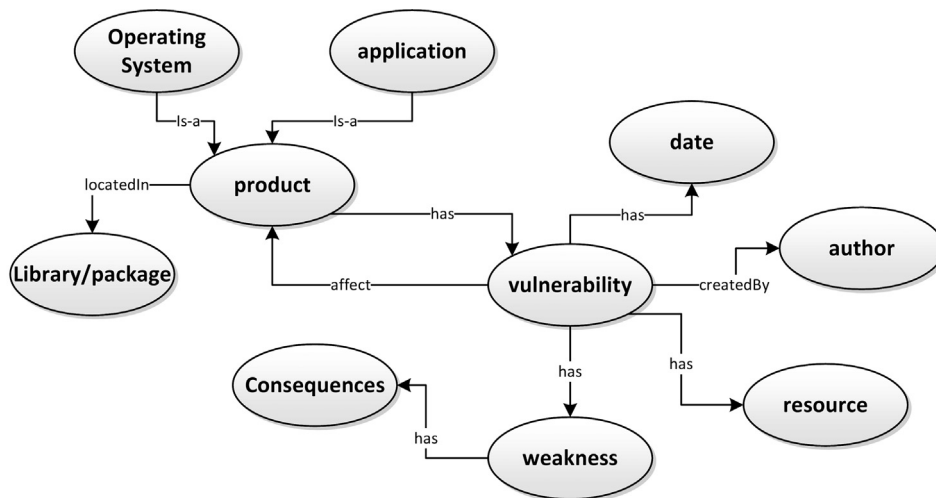 Operating
System
application
Is-a
Is-a
date
product
locatedIn
has
has
author
Library/package
affect
vulnerability
createdBy
has
has
Consequences
resource
has
weakness